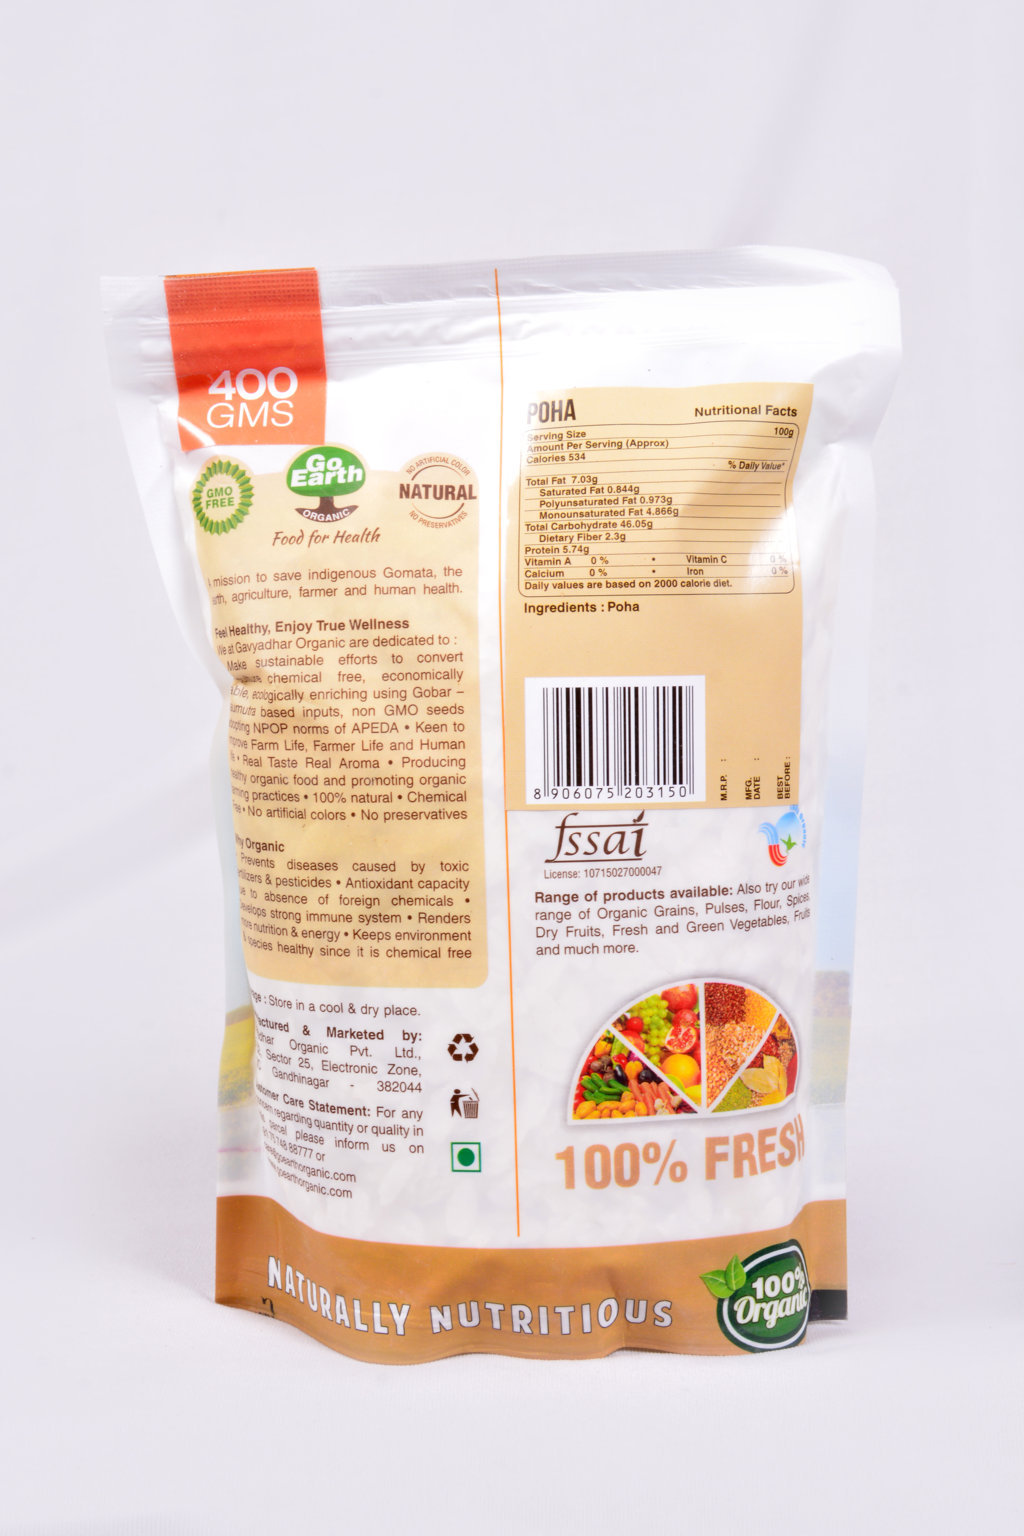 400
GMS
GMO
FREE
Go
Earth
ORGANIC
Food for Health
NO ARTIFICIAL COLOR
NATURAL
NO PRESERVATIVES
mission to save indigenous Gomata, the
agriculture, farmer and human health.
Feel Healthy, Enjoy True Wellness
We at Gavyadhar Organic are dedicated to :
Make sustainable efforts to convert
chemical free, economically
ecologically enriching using Gobar –
based inputs, non GMO seeds
NPOP norms of APEDA • Keen to
Farm Life, Farmer Life and Human
• Real Taste Real Aroma • Producing
organic food and promoting organic
practices • 100% natural • Chemical
• No artificial colors • No preservatives
Organic
Prevents diseases caused by toxic
& pesticides • Antioxidant capacity
to absence of foreign chemicals •
strong immune system • Renders
nutrition & energy • Keeps environment
species healthy since it is chemical free
: Store in a cool & dry place.
& Marketed by:
Organic Pvt. Ltd.,
Sector 25, Electronic Zone,
Gandhinagar - 382044
Care Statement: For any
regarding quantity or quality in
please inform us on
88777 or
POHA
Nutritional Facts
Serving Size 100g
Amount Per Serving (Approx)
Calories 534
% Daily Value*
Total Fat 7.03g
Saturated Fat 0.844g
Polyunsaturated Fat 0.973g
Monounsaturated Fat 4.866g
Total Carbohydrate 46.05g
Dietary Fiber 2.3g
Protein 5.74g
Vitamin A 0 % • Vitamin C 0 %
Calcium 0 % • Iron 0 %
Daily values are based on 2000 calorie diet.
Ingredients : Poha
8 906075 203150
M.R.P. :
MFG. DATE :
BEST BEFORE :
fssai
License: 10715027000047
Range of products available: Also try our wide
range of Organic Grains, Pulses, Flour, Spices,
Dry Fruits, Fresh and Green Vegetables, Fruits
and much more.
100% FRESH
NATURALLY NUTRITIOUS
100%
Organic